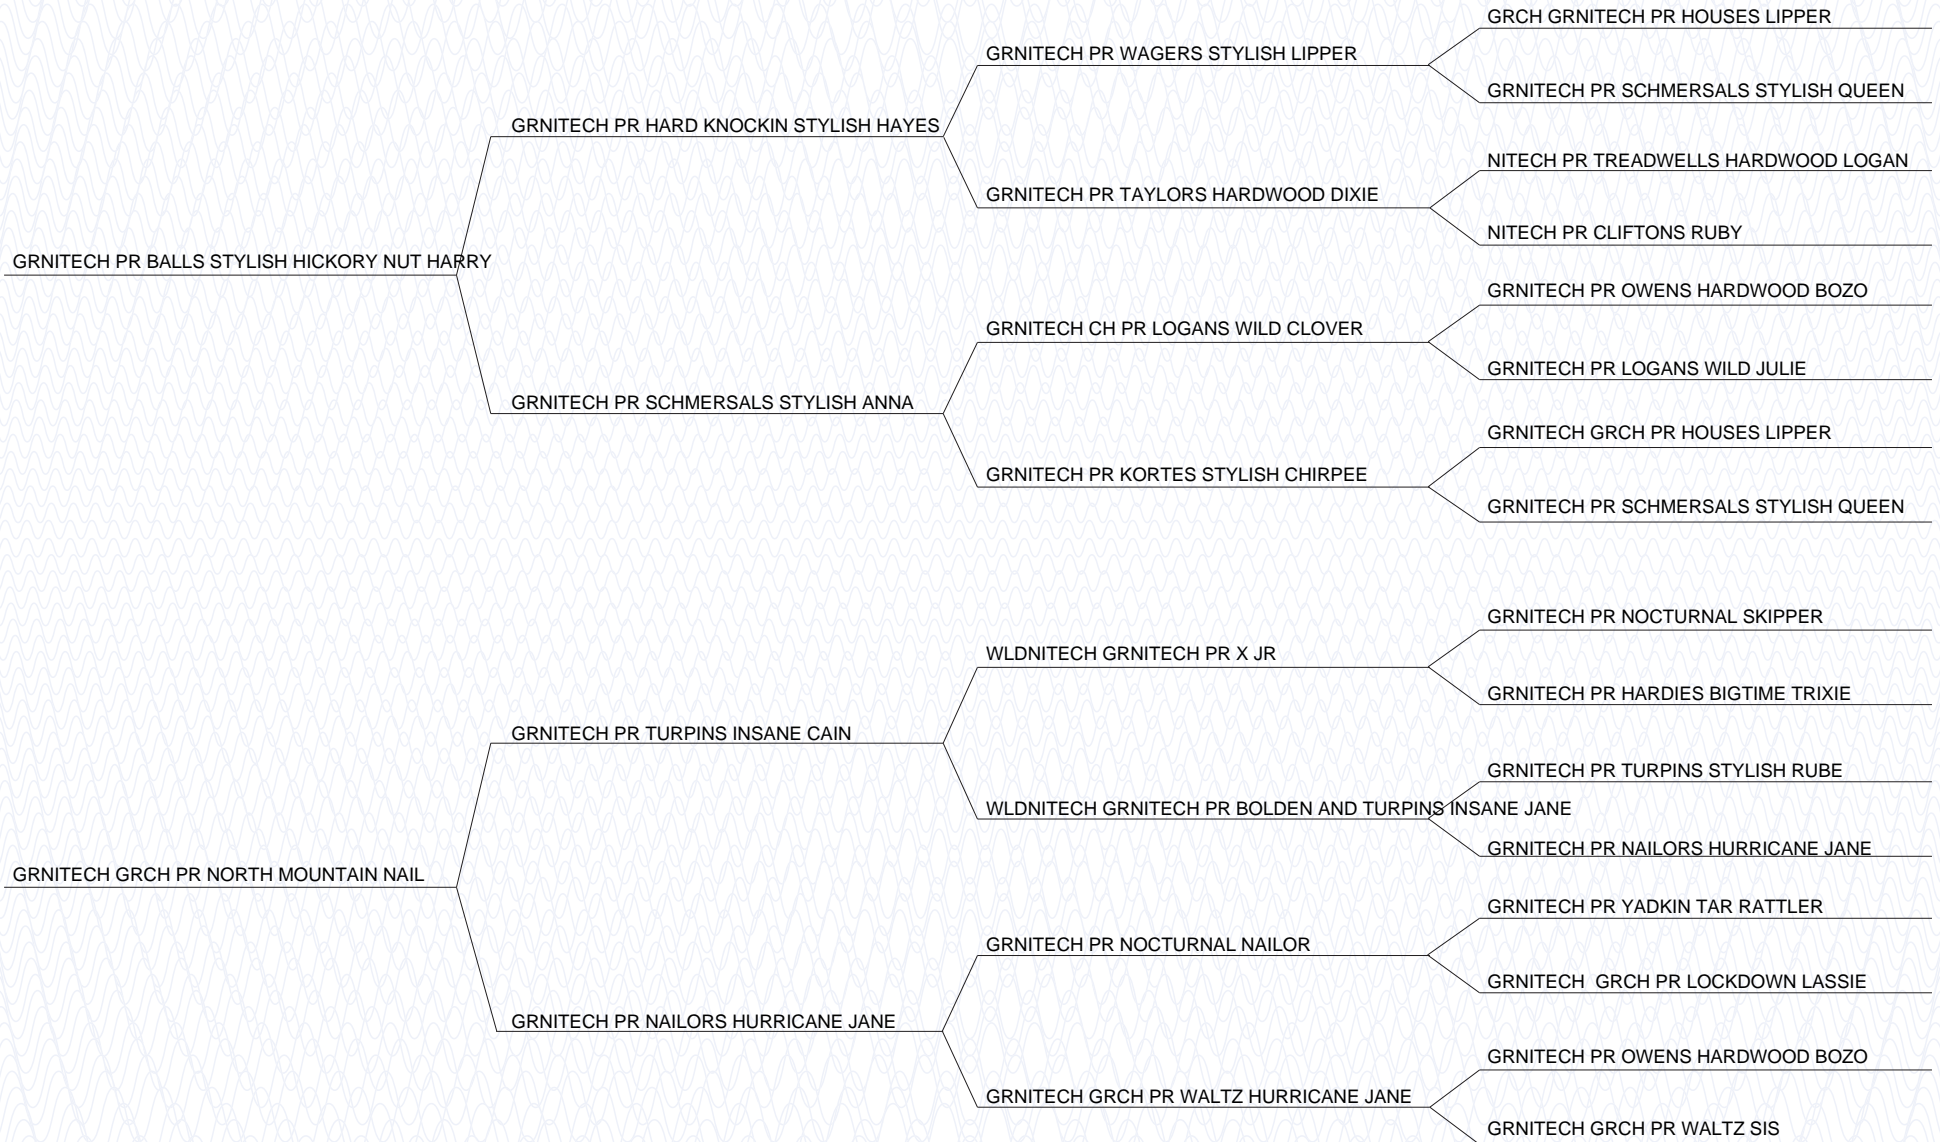 GRCH GRNITECH PR HOUSES LIPPER
GRNITECH PR WAGERS STYLISH LIPPER
GRNITECH PR SCHMERSALS STYLISH QUEEN
GRNITECH PR HARD KNOCKIN STYLISH HAYES
NITECH PR TREADWELLS HARDWOOD LOGAN
GRNITECH PR TAYLORS HARDWOOD DIXIE
NITECH PR CLIFTONS RUBY
GRNITECH PR BALLS STYLISH HICKORY NUT HARRY
GRNITECH PR OWENS HARDWOOD BOZO
GRNITECH CH PR LOGANS WILD CLOVER
GRNITECH PR LOGANS WILD JULIE
GRNITECH PR SCHMERSALS STYLISH ANNA
GRNITECH GRCH PR HOUSES LIPPER
GRNITECH PR KORTES STYLISH CHIRPEE
GRNITECH PR SCHMERSALS STYLISH QUEEN
GRNITECH PR NOCTURNAL SKIPPER
WLDNITECH GRNITECH PR X JR
GRNITECH PR HARDIES BIGTIME TRIXIE
GRNITECH PR TURPINS INSANE CAIN
GRNITECH PR TURPINS STYLISH RUBE
WLDNITECH GRNITECH PR BOLDEN AND TURPINS INSANE JANE
GRNITECH PR NAILORS HURRICANE JANE
GRNITECH GRCH PR NORTH MOUNTAIN NAIL
GRNITECH PR YADKIN TAR RATTLER
GRNITECH PR NOCTURNAL NAILOR
GRNITECH  GRCH PR LOCKDOWN LASSIE
GRNITECH PR NAILORS HURRICANE JANE
GRNITECH PR OWENS HARDWOOD BOZO
GRNITECH GRCH PR WALTZ HURRICANE JANE
GRNITECH GRCH PR WALTZ SIS